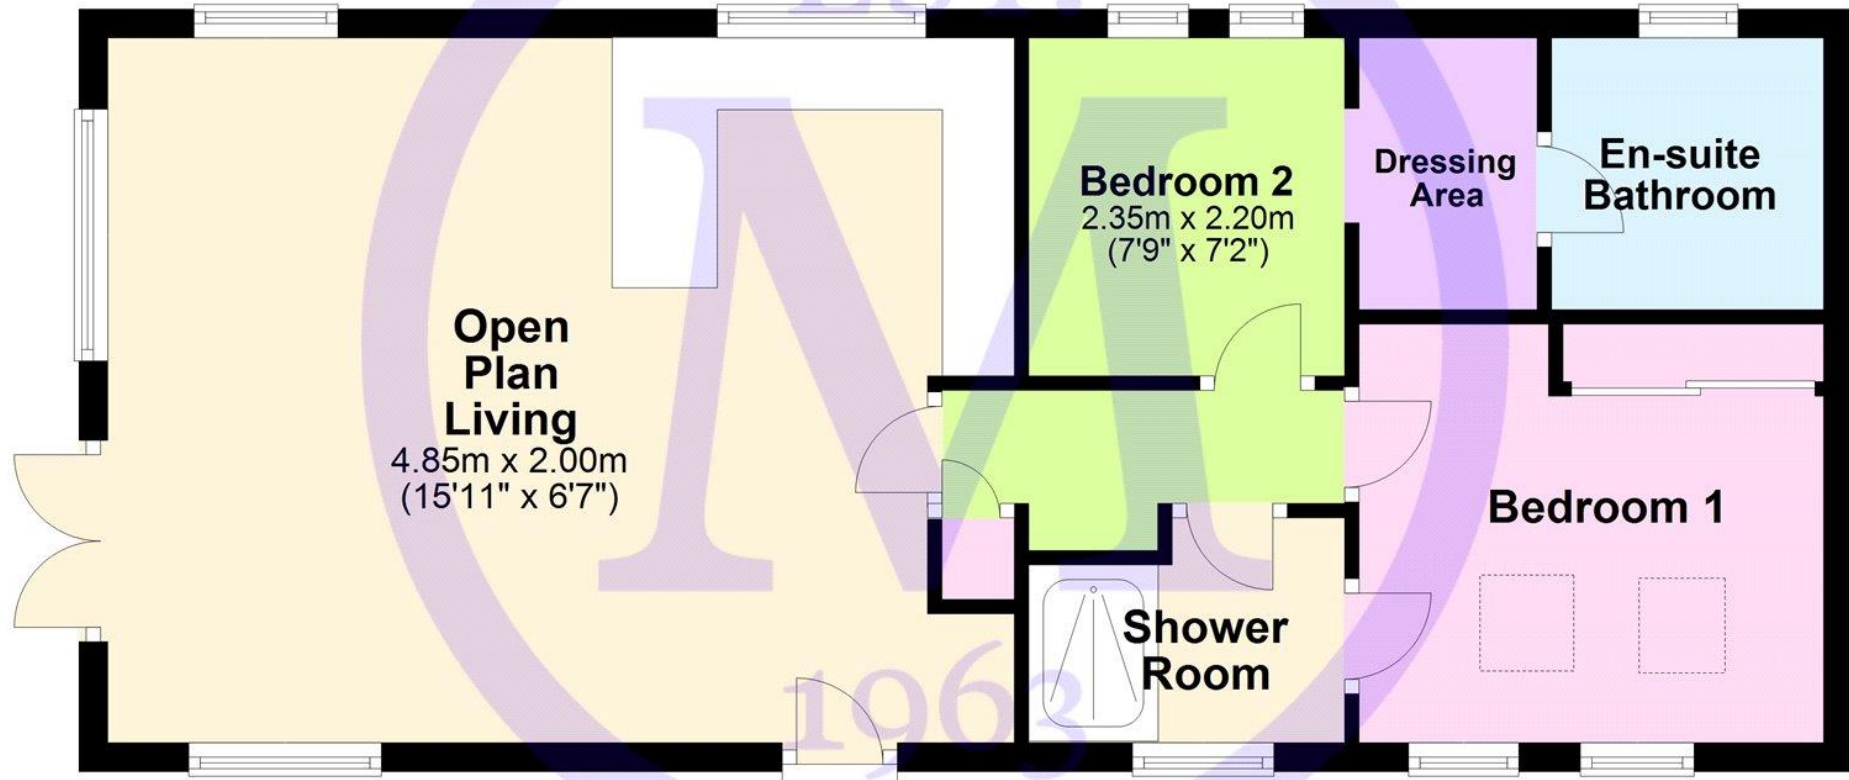 EST.
Open
Plan
Living
4.85m x 2.00m
(15'11" x 6'7")
Bedroom 2
2.35m x 2.20m
(7'9" x 7'2")
Dressing
Area
En-suite
Bathroom
Bedroom 1
Shower
Room
M
1963